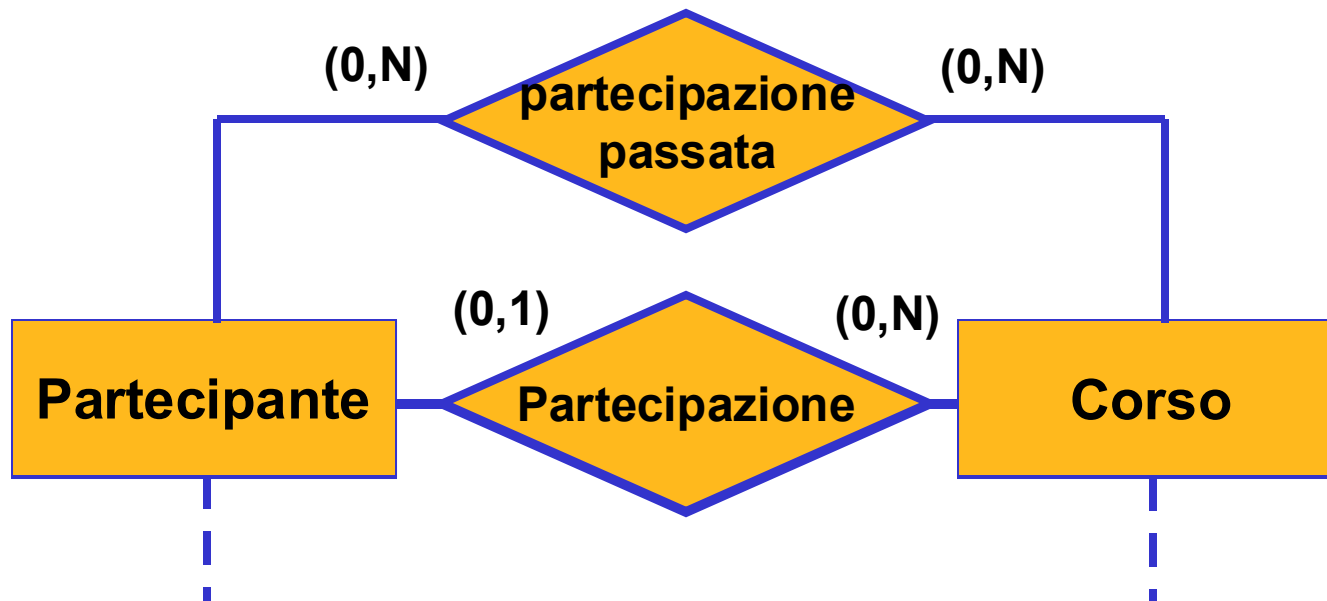 (0,N)
(0,N)
partecipazione
passata
(0,1)
(0,N)
Partecipante
Partecipazione
Corso